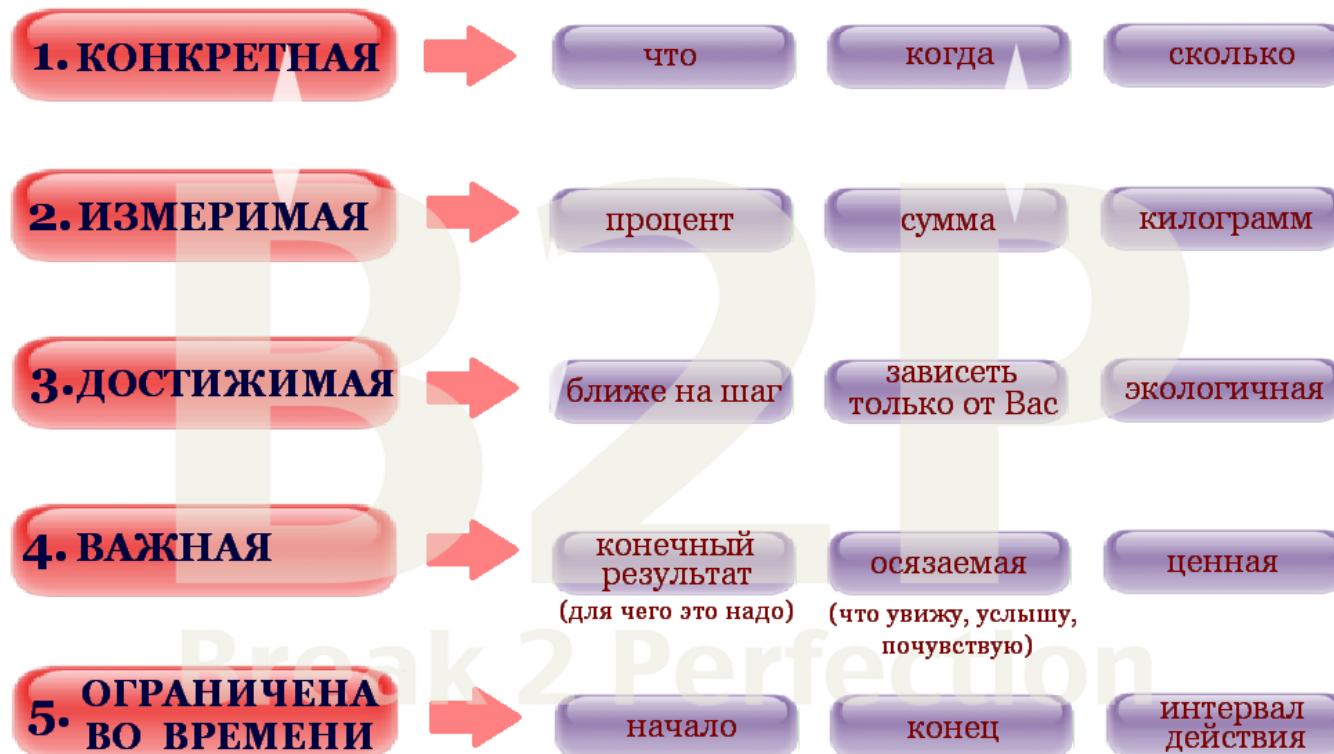 1. КОНКРЕТНАЯ что когда сколько
2. ИЗМЕРИМАЯ процент сумма килограмм
3. ДОСТИЖИМАЯ ближе на шаг зависеть только от Вас экологичная
4. ВАЖНАЯ конечный результат осязаемая ценная
(для чего это надо) (что увижу, услышу, почувствую)
5. ОГРАНИЧЕНА ВО ВРЕМЕНИ начало конец интервал действия
B2P
Break 2 Perfection